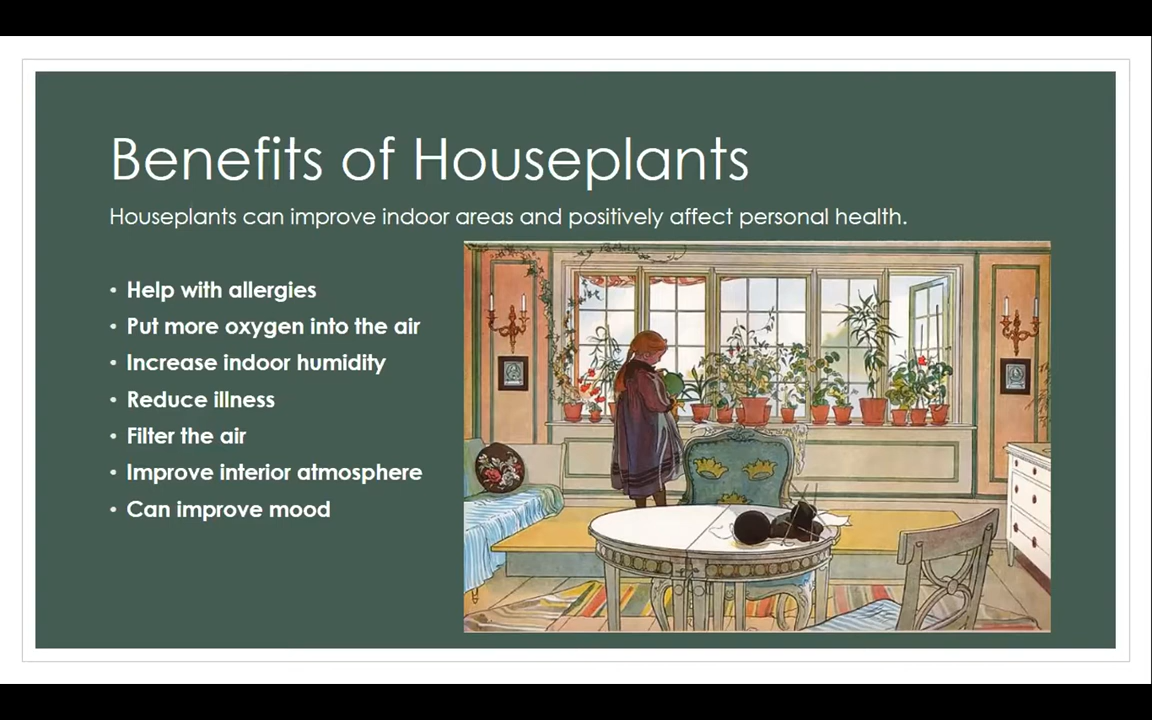 Benefits of Houseplants
Houseplants can improve indoor areas and positively affect personal health.
• Help with allergies
• Put more oxygen into the air
• Increase indoor humidity
• Reduce illness
• Filter the air
• Improve interior atmosphere
• Can improve mood